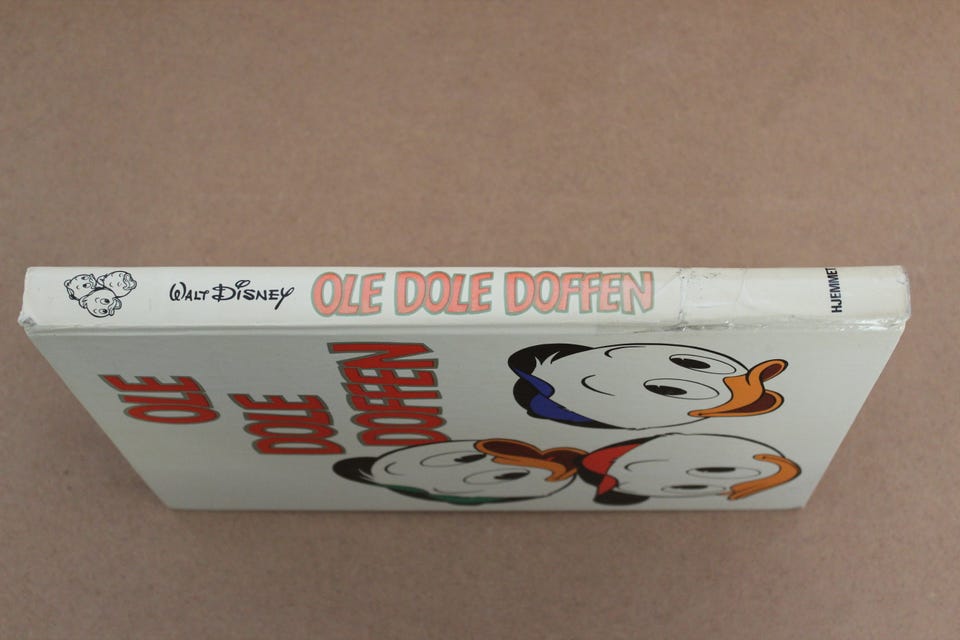 WALT DISNEY OLE DOLE DOFFEN HJEMMET
OLE
DOLE
DOFFEN